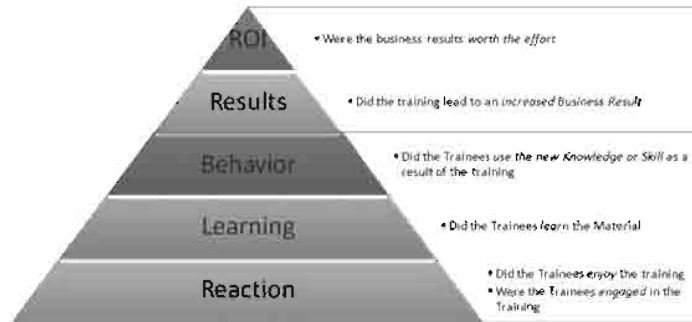 ROI
• Were the business results worth the effort
Results
• Did the training lead to an increased Business Result
Behavior
• Did the Trainees use the new Knowledge or Skill as a
result of the training
Learning
• Did the Trainees learn the Material
Reaction
• Did the Trainees enjoy the training
• Were the Trainees engaged in the
Training